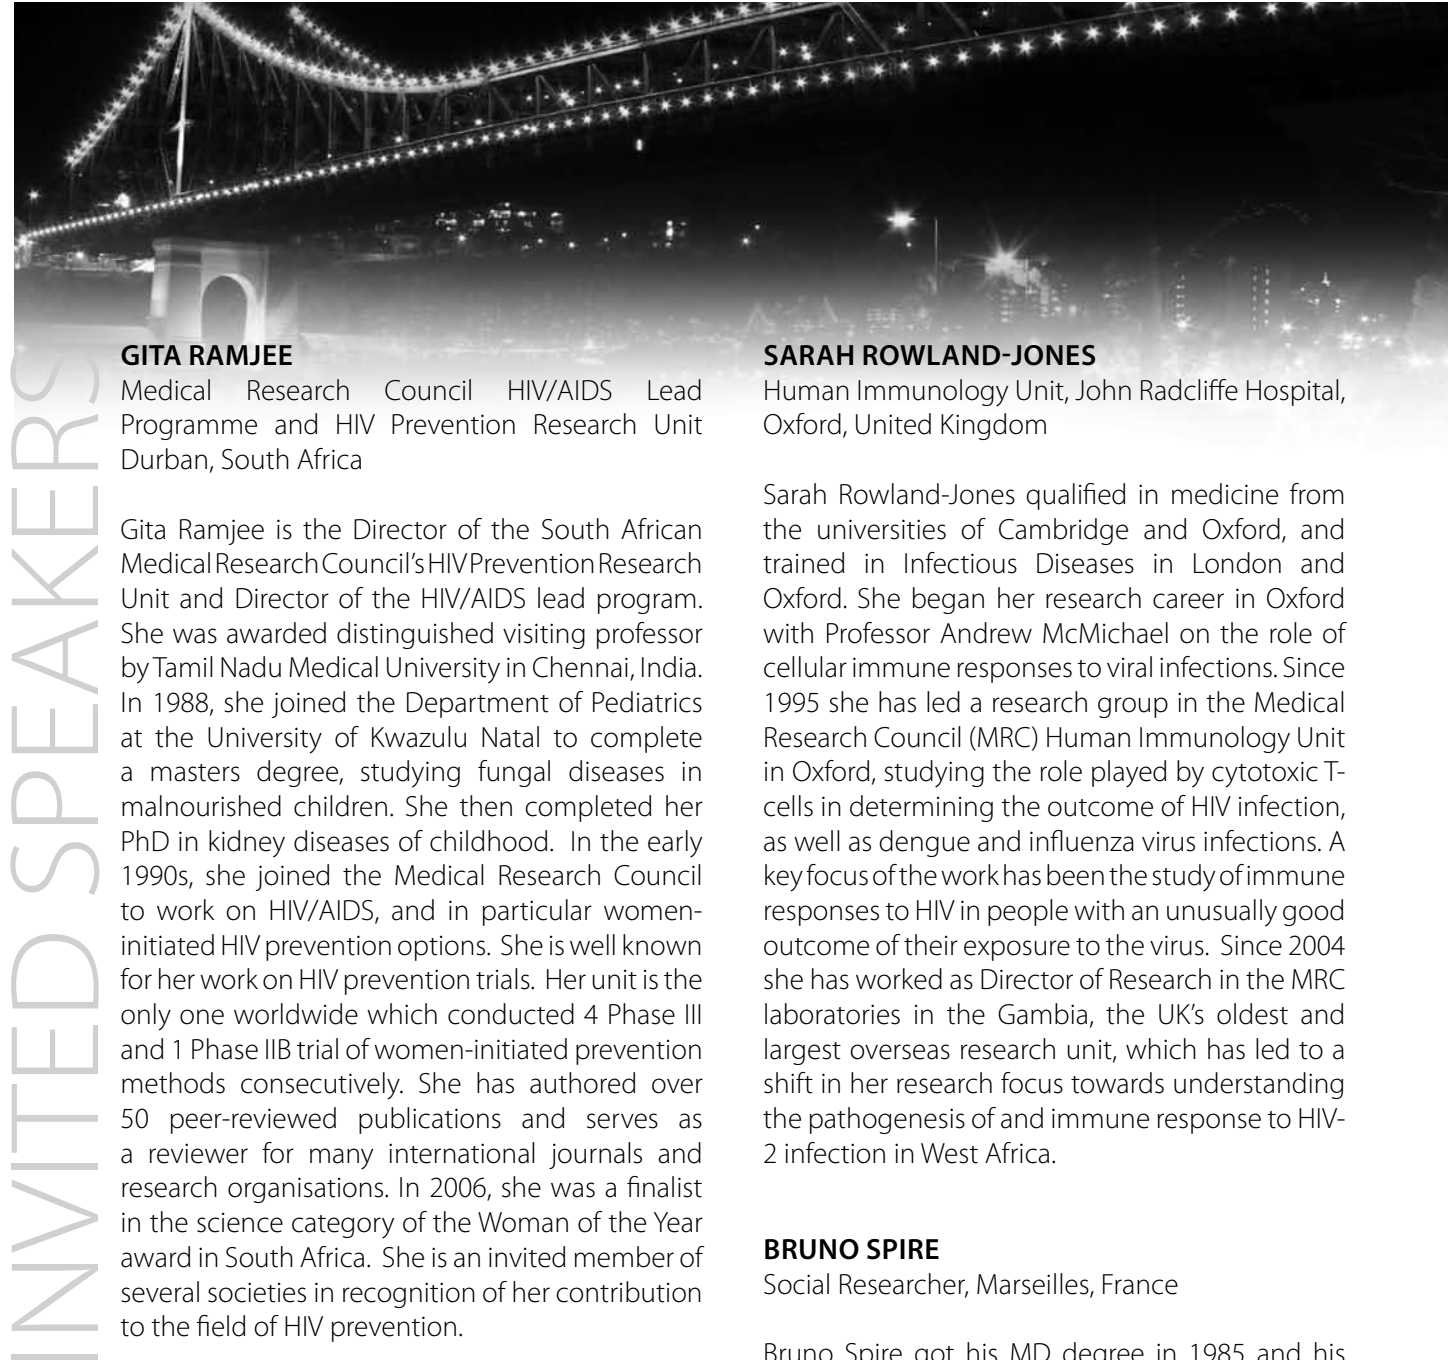 INVITED SPEAKERS
GITA RAMJEE
Medical Research Council HIV/AIDS Lead
Programme and HIV Prevention Research Unit
Durban, South Africa
Gita Ramjee is the Director of the South African
Medical Research Council’s HIV Prevention Research
Unit and Director of the HIV/AIDS lead program.
She was awarded distinguished visiting professor
by Tamil Nadu Medical University in Chennai, India.
In 1988, she joined the Department of Pediatrics
at the University of Kwazulu Natal to complete
a masters degree, studying fungal diseases in
malnourished children. She then completed her
PhD in kidney diseases of childhood. In the early
1990s, she joined the Medical Research Council
to work on HIV/AIDS, and in particular women-
initiated HIV prevention options. She is well known
for her work on HIV prevention trials. Her unit is the
only one worldwide which conducted 4 Phase III
and 1 Phase IIB trial of women-initiated prevention
methods consecutively. She has authored over
50 peer-reviewed publications and serves as
a reviewer for many international journals and
research organisations. In 2006, she was a finalist
in the science category of the Woman of the Year
award in South Africa. She is an invited member of
several societies in recognition of her contribution
to the field of HIV prevention.
SARAH ROWLAND-JONES
Human Immunology Unit, John Radcliffe Hospital,
Oxford, United Kingdom
Sarah Rowland-Jones qualified in medicine from
the universities of Cambridge and Oxford, and
trained in Infectious Diseases in London and
Oxford. She began her research career in Oxford
with Professor Andrew McMichael on the role of
cellular immune responses to viral infections. Since
1995 she has led a research group in the Medical
Research Council (MRC) Human Immunology Unit
in Oxford, studying the role played by cytotoxic T-
cells in determining the outcome of HIV infection,
as well as dengue and influenza virus infections. A
key focus of the work has been the study of immune
responses to HIV in people with an unusually good
outcome of their exposure to the virus. Since 2004
she has worked as Director of Research in the MRC
laboratories in the Gambia, the UK’s oldest and
largest overseas research unit, which has led to a
shift in her research focus towards understanding
the pathogenesis of and immune response to HIV-
2 infection in West Africa.
BRUNO SPIRE
Social Researcher, Marseilles, France
Bruno Spire got his MD degree in 1985 and his